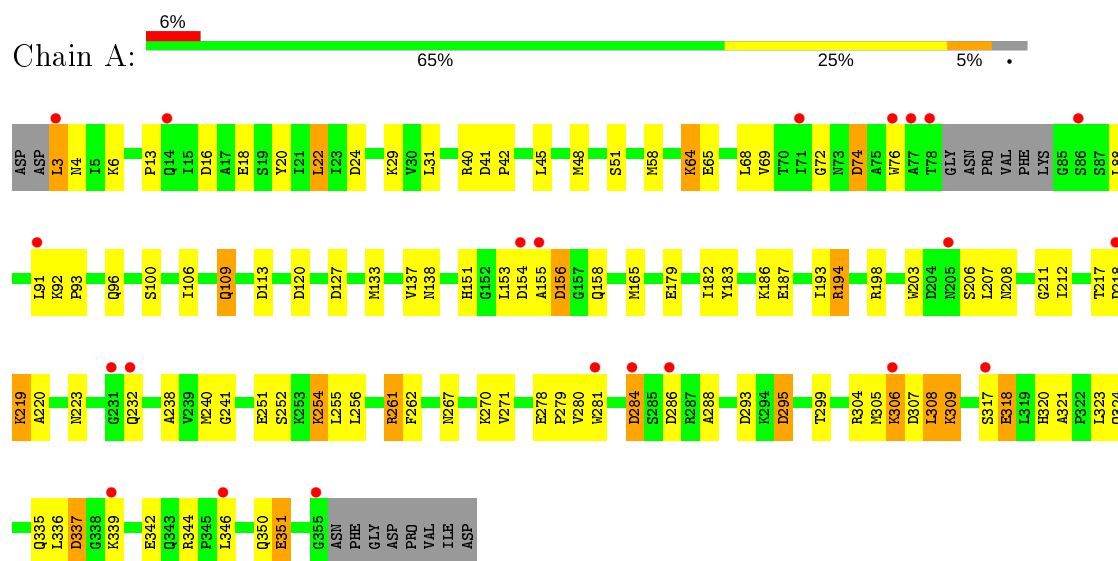 6%
Chain A:
65% 25% 5% •
ASP ASP L3 N4 I5 K6 P13 Q14 I15 D16 A17 E18 S19 Y20 I21 L22 I23 D24 K29 V30 L31 R40 D41 P42 L45 M48 S51 M58 K64 E65 L68 V69 T70 I71 G72 N73 D74 A75 W76 A77 T78 GLY ASN PRO VAL PHE LYS G85 S86 S87 L88
L91 K92 P93 Q96 S100 I106 Q109 D113 D120 D127 M133 V137 N138 H151 G152 L153 D154 A155 D156 G157 Q158 M165 E179 I182 Y183 K186 E187 I193 R194 R198 W203 D204 N205 S206 L207 N208 G211 I212 T217 D218
K219 A220 N223 G231 Q232 A238 V239 M240 G241 E251 S252 K253 K254 L255 L256 R261 F262 N267 K270 V271 E278 P279 V280 W281 D284 S285 D286 R287 A288 D293 K294 D295 T299 R304 M305 K306 D307 L308 K309 S317 E318 L319 H320 A321 P322 L323 Q324
Q335 L336 D337 G338 K339 E342 Q343 R344 P345 L346 Q350 E351 G355 ASN PHE GLY ASP PRO VAL ILE ASP